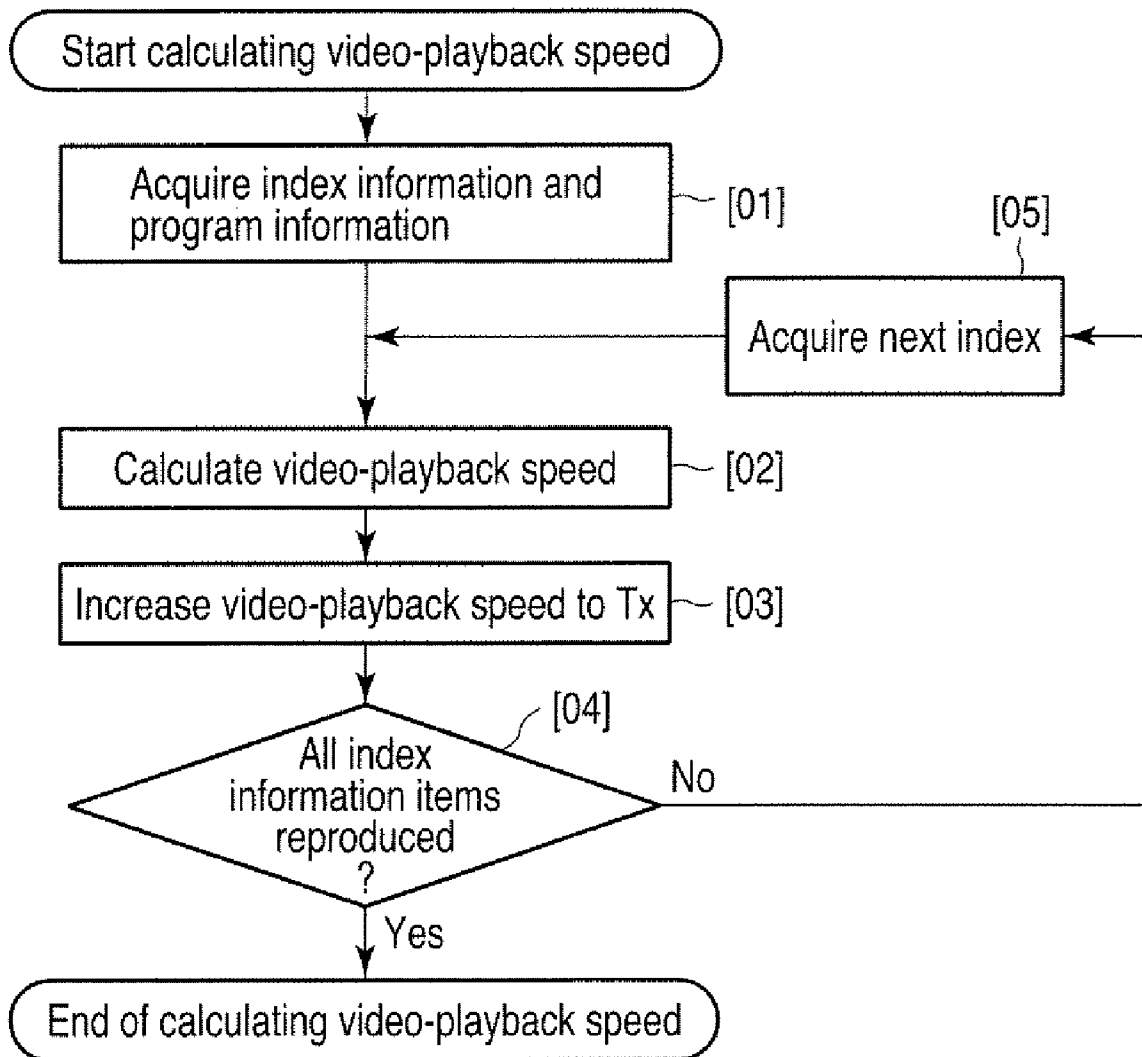 Start calculating video-playback speed
Acquire index information and
program information
[01]
[05]
Acquire next index
Calculate video-playback speed
[02]
Increase video-playback speed to Tx
[03]
[04]
All index
information items
reproduced
?
No
Yes
End of calculating video-playback speed